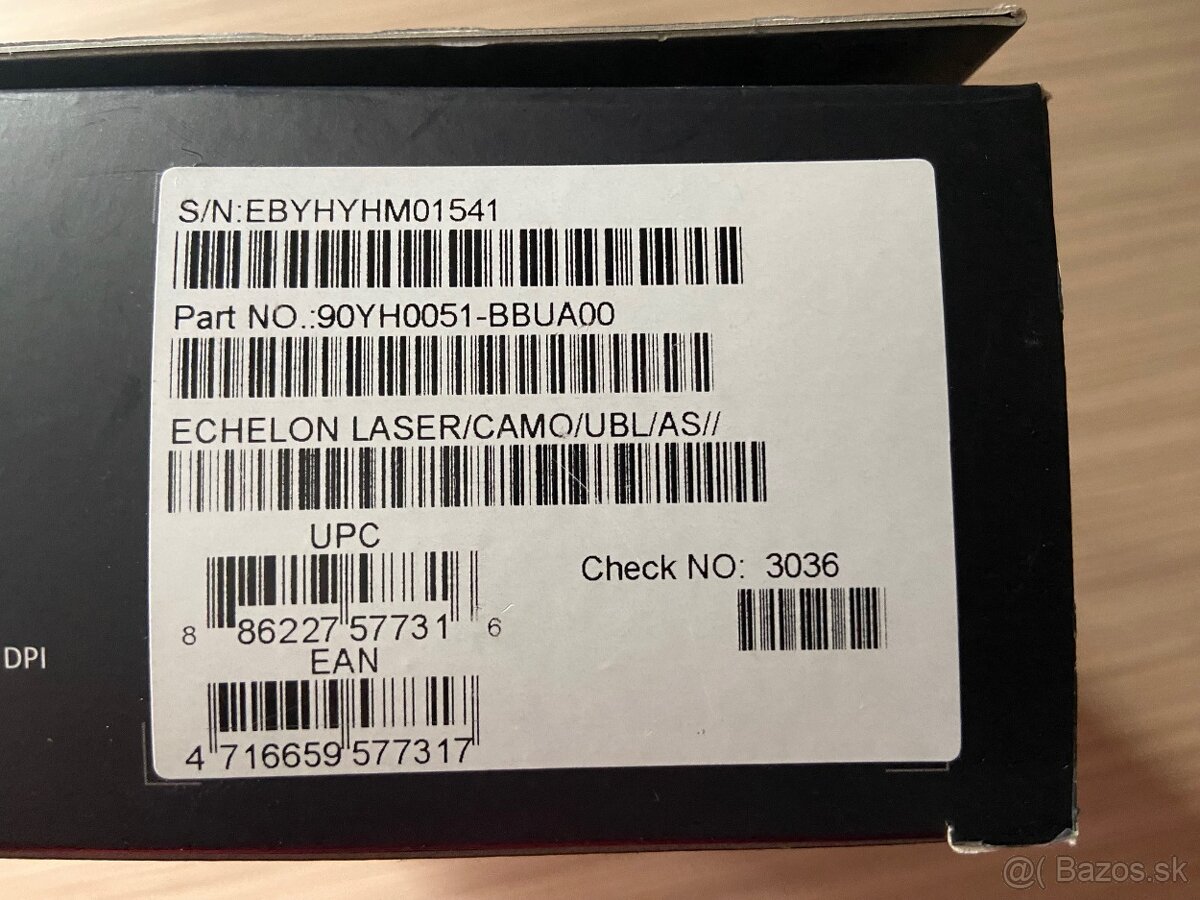 S/N:EBYHYHM01541
Part NO.:90YH0051-BBUA00
ECHELON LASER/CAMO/UBL/AS//
UPC
8 86227 57731 6
Check NO: 3036
EAN
4 716659 577317
DPI
@( Bazos.sk